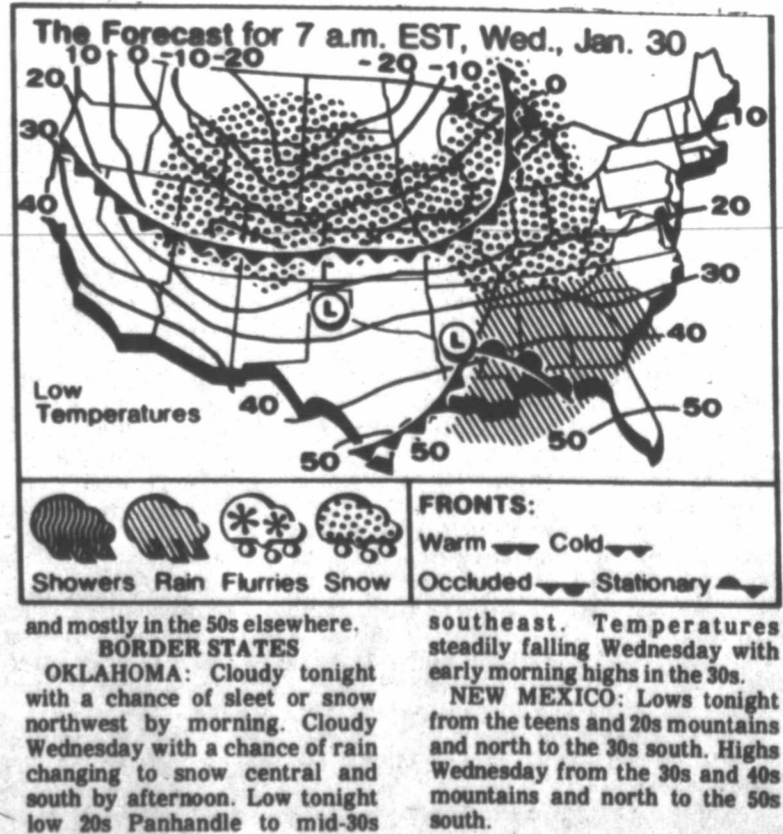 The Forecast for 7 a.m. EST, Wed., Jan. 30
10 0 -10 -20 -20 -10 0
20
30
40
10
20
30
40
50
L
L
Low
Temperatures
40
50
50
50
Showers Rain Flurries Snow
FRONTS:
Warm Cold
Occluded Stationary
and mostly in the 50s elsewhere.
BORDER STATES
OKLAHOMA: Cloudy tonight
with a chance of sleet or snow
northwest by morning. Cloudy
Wednesday with a chance of rain
changing to snow central and
south by afternoon. Low tonight
low 20s Panhandle to mid-30s
southeast. Temperatures
steadily falling Wednesday with
early morning highs in the 30s.
NEW MEXICO: Lows tonight
from the teens and 20s mountains
and north to the 30s south. Highs
Wednesday from the 30s and 40s
mountains and north to the 50s
south.